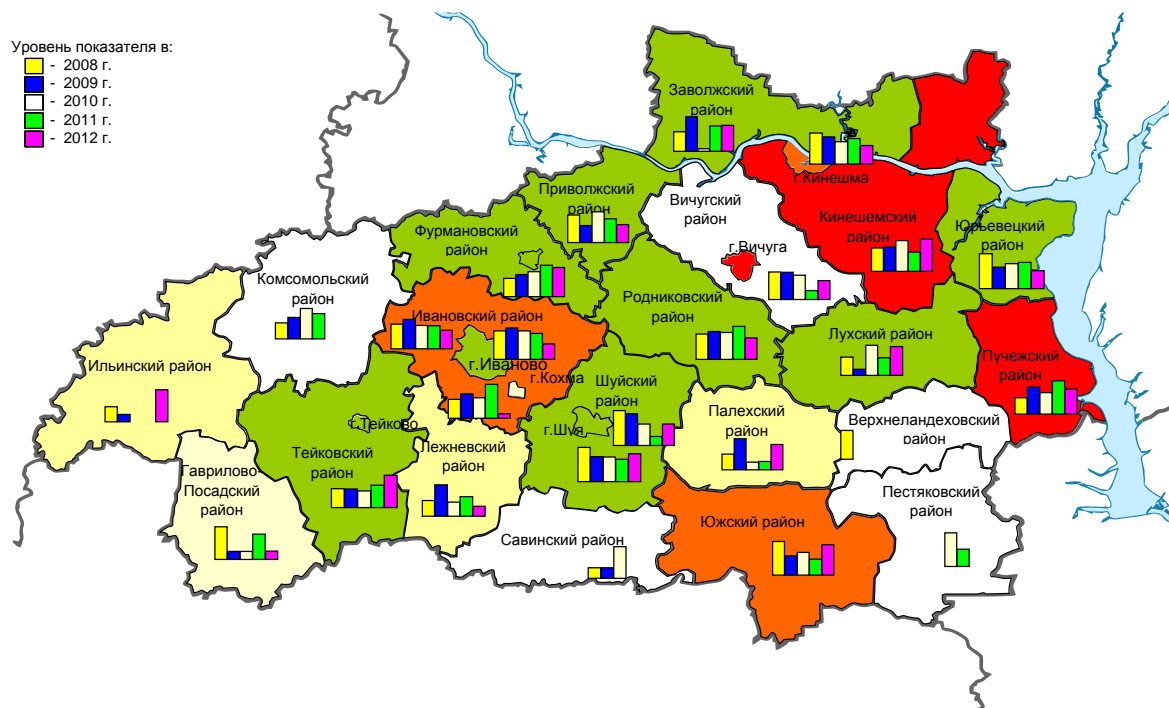 Уровень показателя в:
- 2008 г.
- 2009 г.
- 2010 г.
- 2011 г.
- 2012 г.
Заволжский
район
г.Кинешма
Приволжский
район
Вичугский
район
Кинешемский
район
Юрьевецкий
район
Фурмановский
район
г.Вичуга
Комсомольский
район
Родниковский
район
Ивановский район
Лухский район
Пучежский
район
Ильинский район
г.Иваново
г.Кохма
Шуйский
район
Палехский
район
Верхнеландеховский
район
г.Тейково
г.Шуя
Лежневский
район
Тейковский
район
Гаврилово-
Посадский
район
Пестяковский
район
Южский район
Савинский район